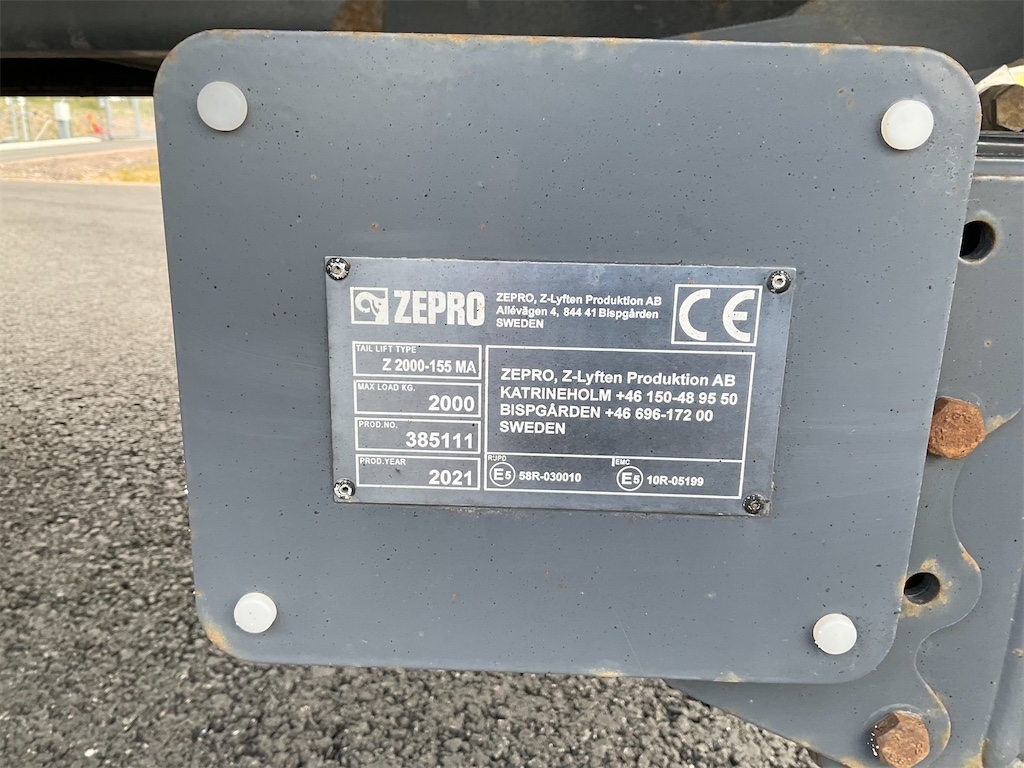 ZEPRO
ZEPRO, Z-Lyften Produktion AB
Allévägen 4, 844 41 Bispgården
SWEDEN
CE
TAIL LIFT TYPE
Z 2000-155 MA
MAX LOAD KG.
2000
PROD.NO.
385111
PROD.YEAR
2021
ZEPRO, Z-Lyften Produktion AB
KATRINEHOLM +46 150-48 95 50
BISPGÅRDEN +46 696-172 00
SWEDEN
RUPD
E5 58R-030010
EMC
E5 10R-05199